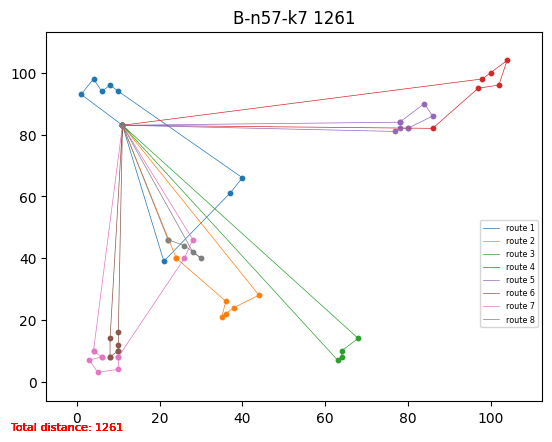 B-n57-k7 1261
100
80
60
40
20
0
route 1
route 2
route 3
route 4
route 5
route 6
route 7
route 8
0 20 40 60 80 100
Total distance: 1261